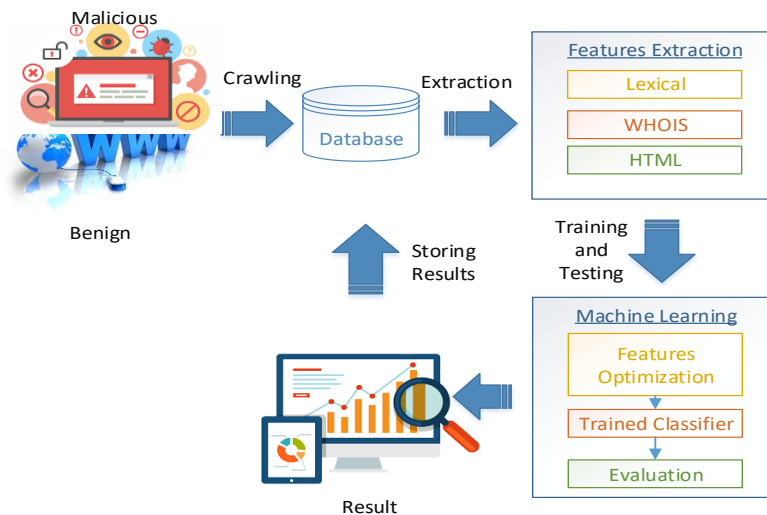 Malicious
WWW
Benign
Crawling
Database
Extraction
Features Extraction
Lexical
WHOIS
HTML
Training
and
Testing
Machine Learning
Features
Optimization
Trained Classifier
Evaluation
Storing
Results
Result